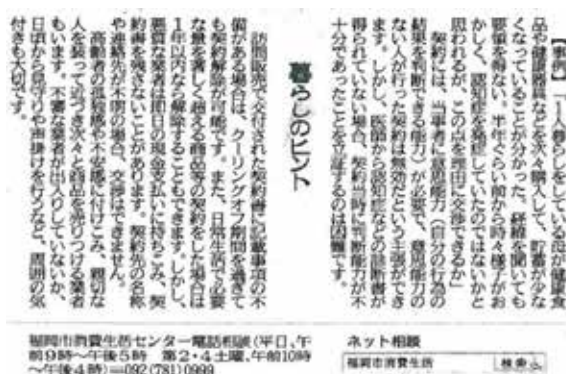 【事例】「1人暮らしをしている母が健康食
品や健康器具などを次々購入して、貯蓄が少な
くなっていることが分かった。経緯を聞いても
要領を得ない。半年ぐらい前から時々様子がお
かしく、認知症を発症していたのではないかと
思われるが、この点を理由に交渉できるか」
契約には、当事者に意思能力（自分の行為の
結果を判断できる能力）が必要で、意思能力の
ない人が行った契約は無効だという主張ができ
ます。しかし、医師から認知症などの診断書が
得られていない場合、契約当時に判断能力が不
十分であったことを立証するのは困難です。
暮らしのヒント
訪問販売で交付された契約書に記載事項の不
備がある場合は、クーリングオフ期間を過ぎて
も契約解除が可能です。また、日常生活で必要
な量を著しく超える商品等の契約をした場合は
1年以内なら解除することもできます。しかし、
悪質な業者は即日の現金支払いに持ちこみ、契
約書を残さないことがあります。契約先の名称
や連絡先が不明の場合、交渉はできません。
高齢者の孤独感や不安感に付けこみ、親切な
人を装って近づき次々と商品を売りつける業者
もいます。不審な業者が出入りしていないか、
日頃から見守りや声掛けを行うなど、周囲の気
付きも大切です。
福岡市消費生活センター電話相談（平日、午
前9時〜午後5時 第2・4土曜、午前10時
〜午後4時）＝092(781)0999
ネット相談
福岡市消費生活 検索